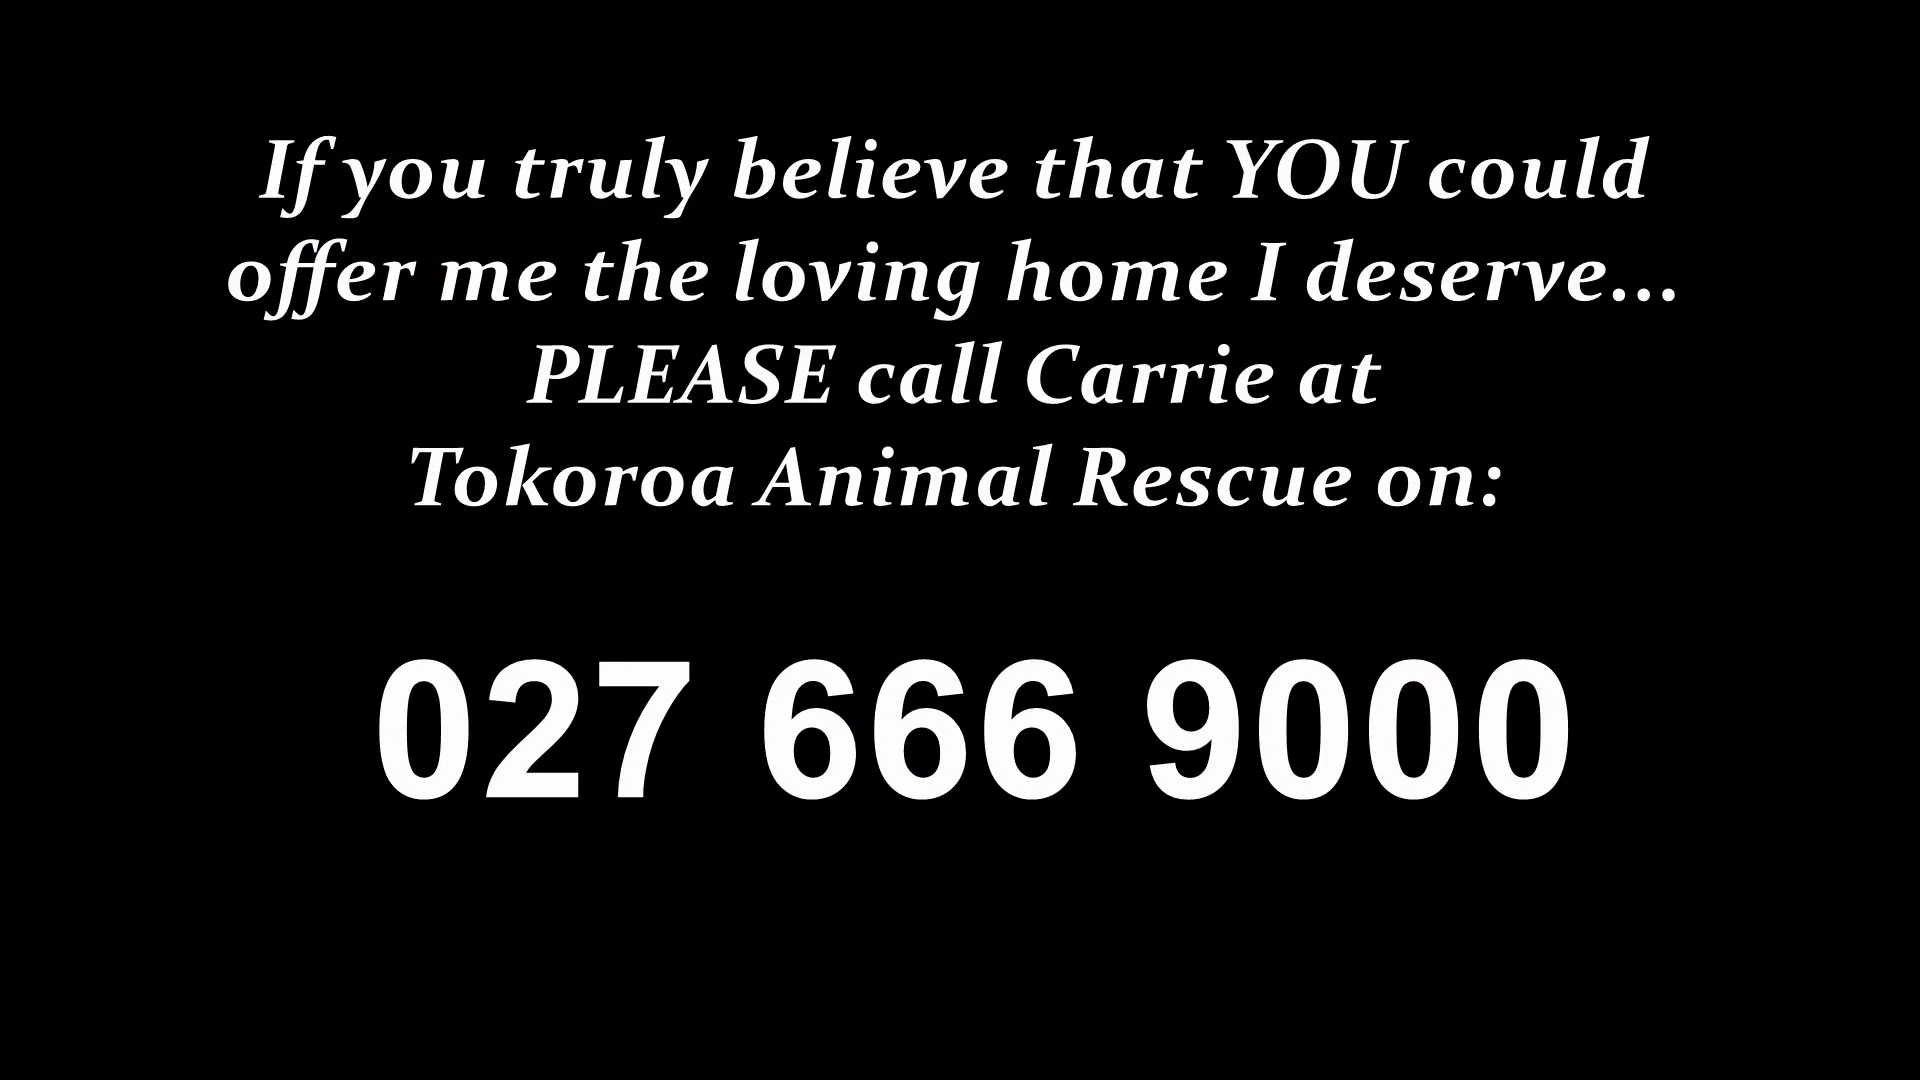 If you truly believe that YOU could
offer me the loving home I deserve...
PLEASE call Carrie at
Tokoroa Animal Rescue on:
027 666 9000